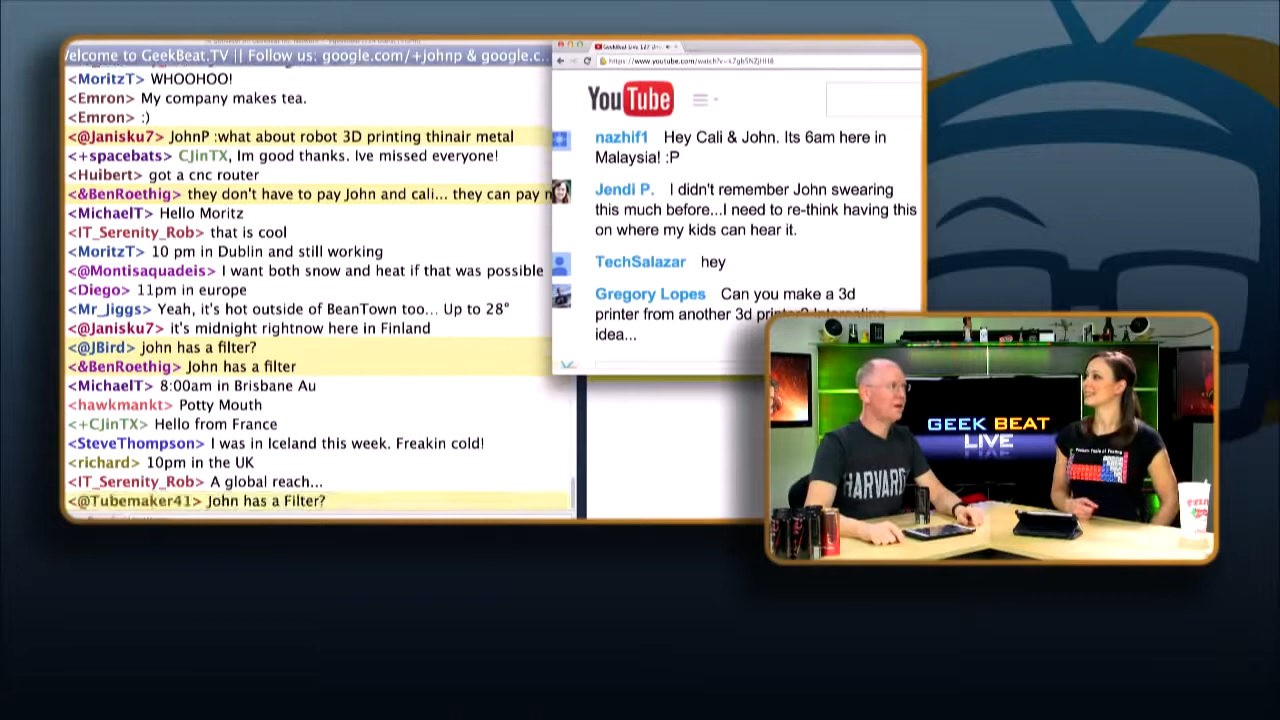 Welcome to GeekBeat.TV || Follow us: google.com/+johnp & google.c...
<MoritzT> WHOOHOO!
<Emron> My company makes tea.
<Emron> :)
<@Janisku7> JohnP :what about robot 3D printing thinair metal
<+spacebats> CJinTX, Im good thanks. Ive missed everyone!
<Huibert> got a cnc router
<&BenRoethig> they don't have to pay John and cali... they can pay
<MichaelT> Hello Moritz
<IT_Serenity_Rob> that is cool
<MoritzT> 10 pm in Dublin and still working
<@Montisaquadeis> I want both snow and heat if that was possible
<Diego> 11pm in europe
<Mr_Jiggs> Yeah, it's hot outside of BeanTown too... Up to 28°
<@Janisku7> it's midnight rightnow here in Finland
<@JBird> john has a filter?
<&BenRoethig> John has a filter
<MichaelT> 8:00am in Brisbane Au
<hawkmankt> Potty Mouth
<+CJinTX> Hello from France
<SteveThompson> I was in Iceland this week. Freakin cold!
<richard> 10pm in the UK
<IT_Serenity_Rob> A global reach...
<@Tubemaker41> John has a Filter?
YouTube
nazhif1 Hey Cali & John. Its 6am here in
Malaysia! :P
Jendi P. I didn't remember John swearing
this much before...I need to re-think having this
on where my kids can hear it.
TechSalazar hey
Gregory Lopes Can you make a 3d
printer from another 3d printer? Interesting
idea...
GEEK BEAT
LIVE
HARVARD